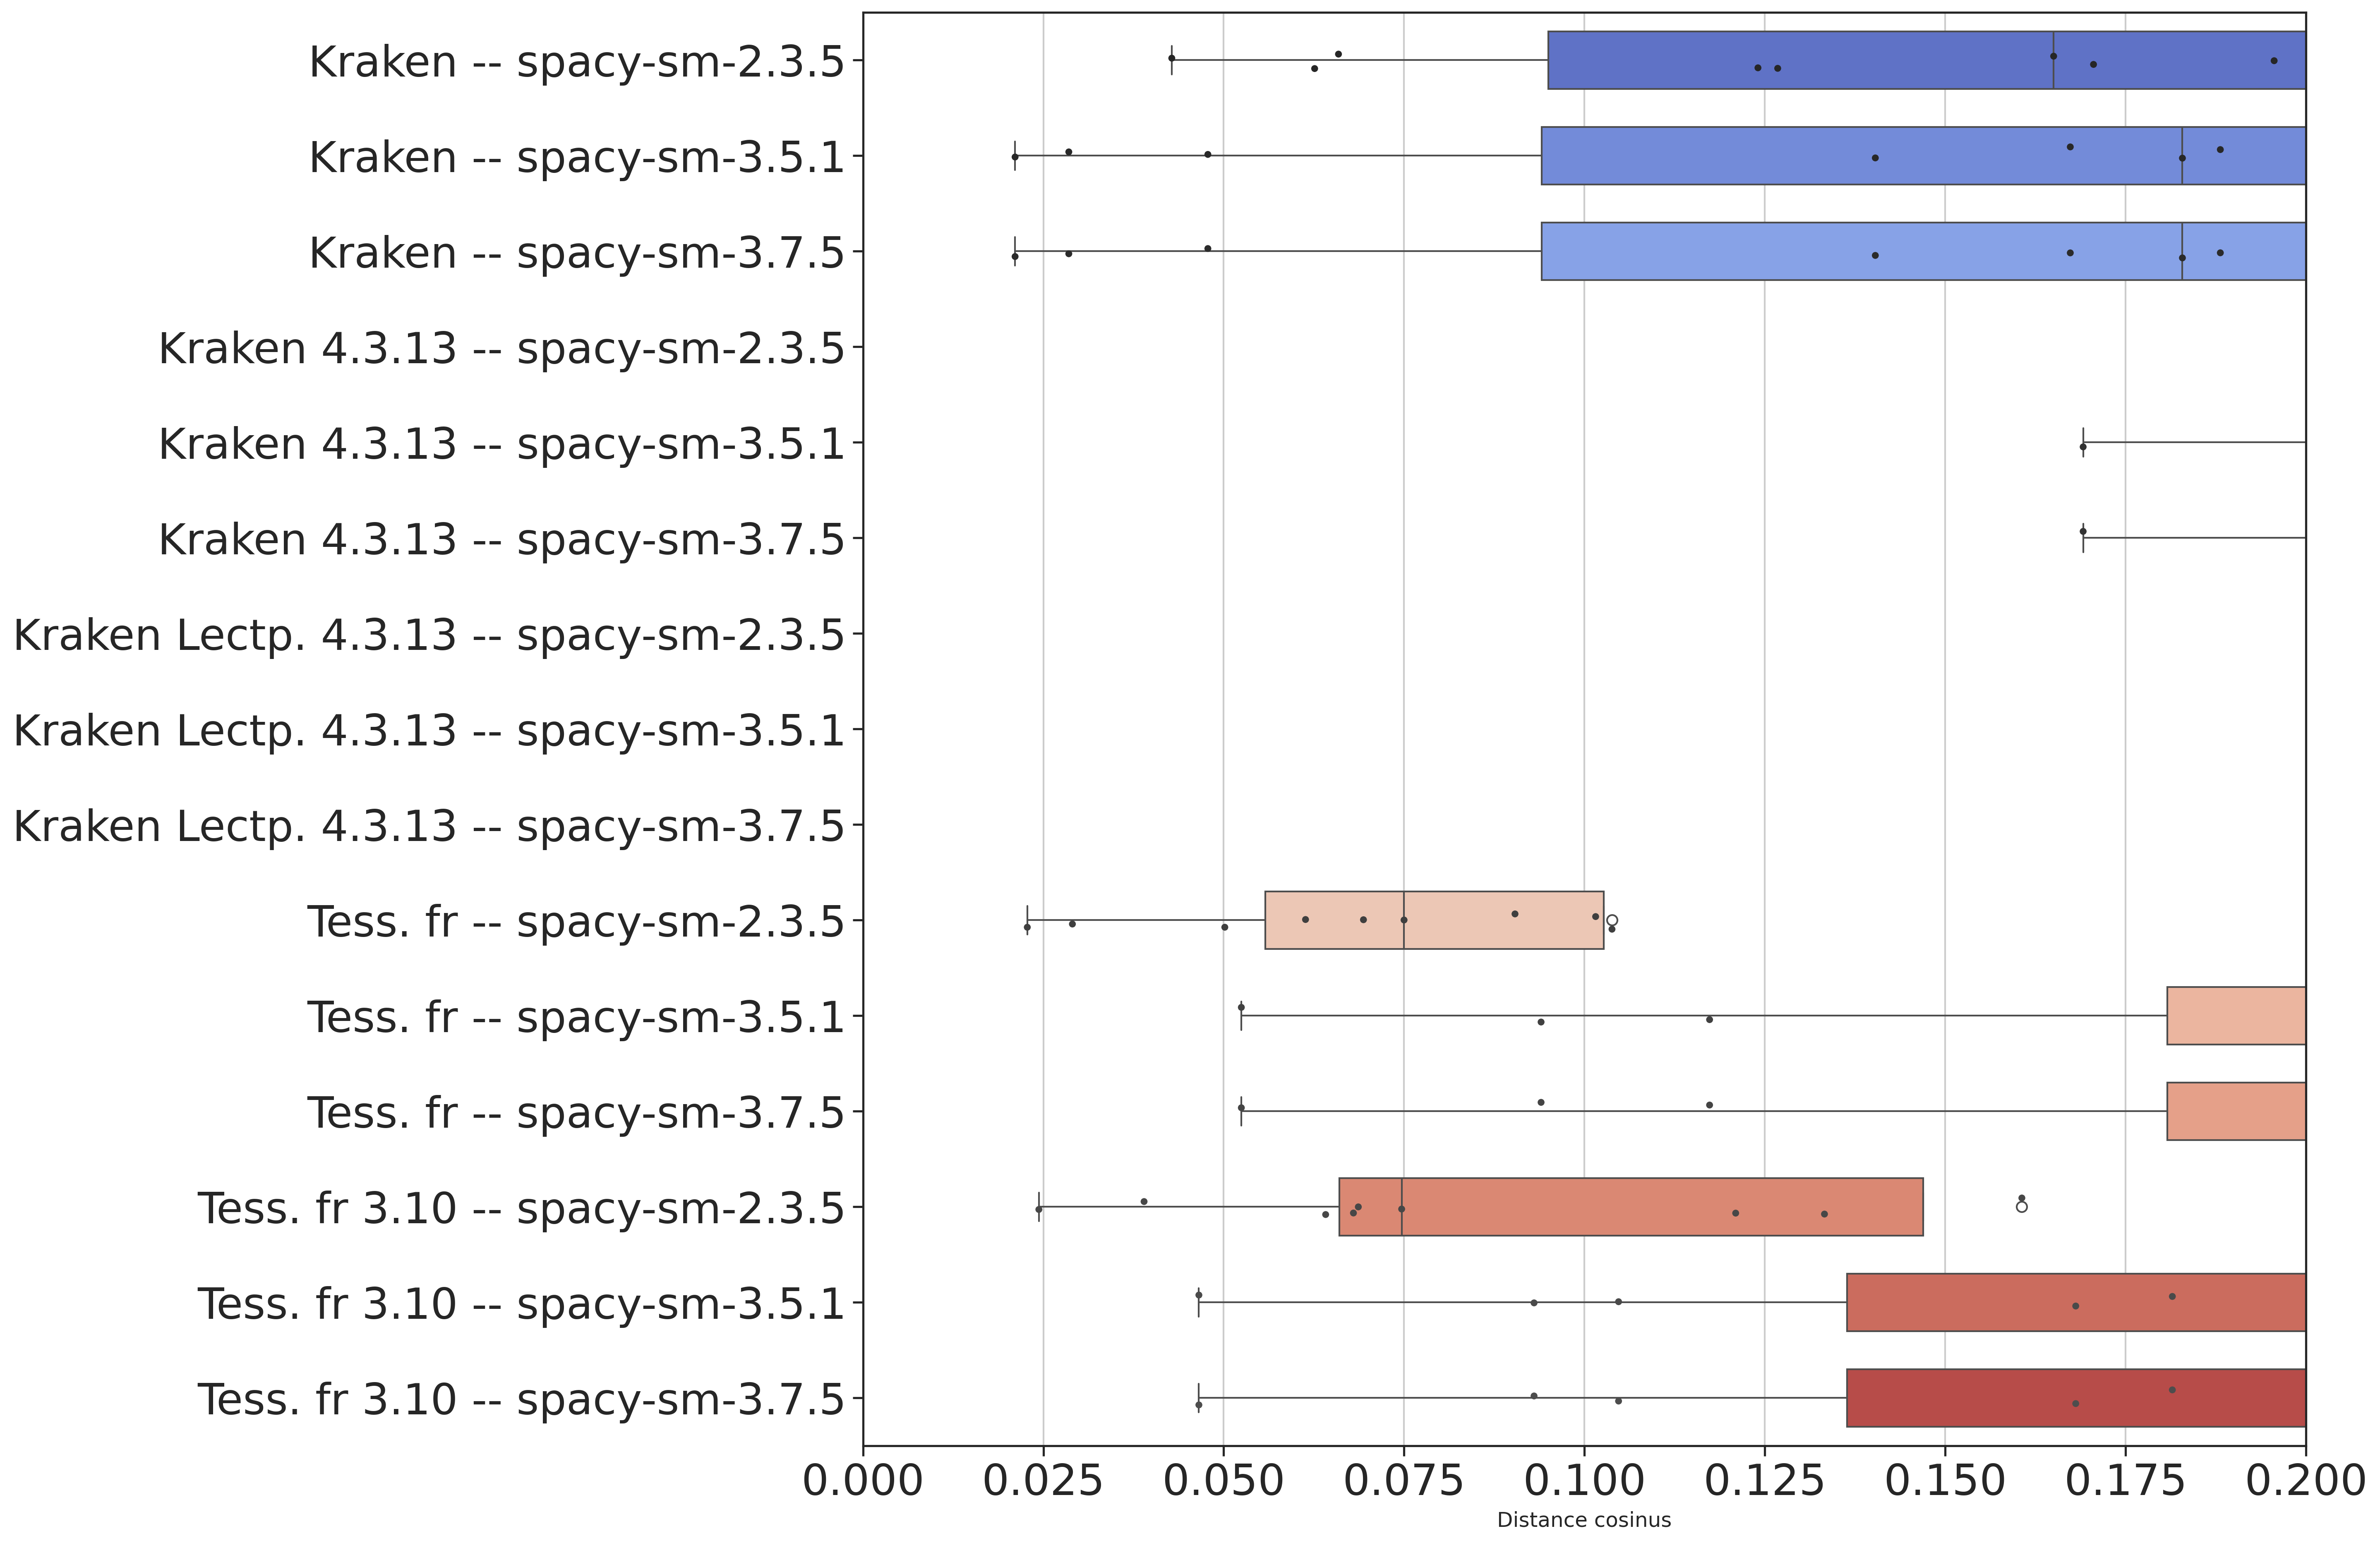 Kraken -- spacy-sm-2.3.5
Kraken -- spacy-sm-3.5.1
Kraken -- spacy-sm-3.7.5
Kraken 4.3.13 -- spacy-sm-2.3.5
Kraken 4.3.13 -- spacy-sm-3.5.1
Kraken 4.3.13 -- spacy-sm-3.7.5
Kraken Lectp. 4.3.13 -- spacy-sm-2.3.5
Kraken Lectp. 4.3.13 -- spacy-sm-3.5.1
Kraken Lectp. 4.3.13 -- spacy-sm-3.7.5
Tess. fr -- spacy-sm-2.3.5
Tess. fr -- spacy-sm-3.5.1
Tess. fr -- spacy-sm-3.7.5
Tess. fr 3.10 -- spacy-sm-2.3.5
Tess. fr 3.10 -- spacy-sm-3.5.1
Tess. fr 3.10 -- spacy-sm-3.7.5
0.000 0.025 0.050 0.075 0.100 0.125 0.150 0.175 0.200
Distance cosinus